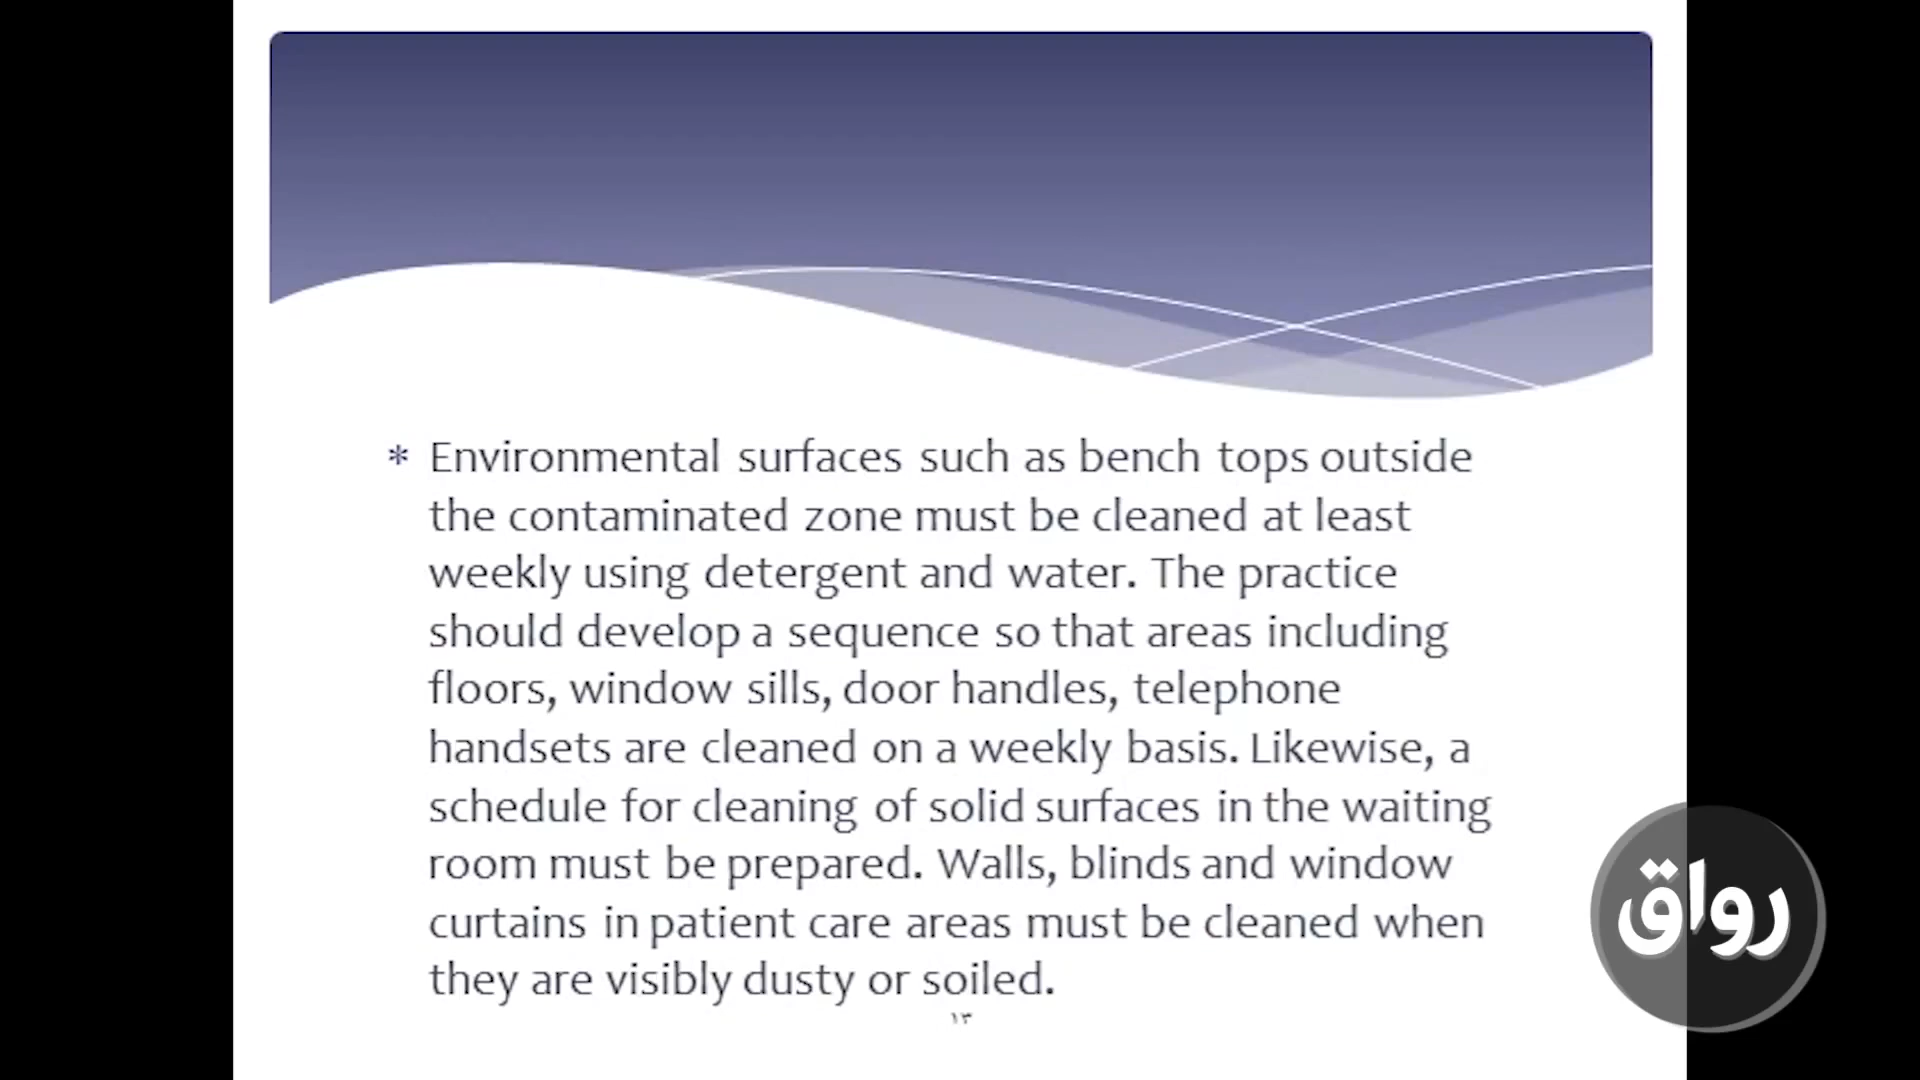 * Environmental surfaces such as bench tops outside
the contaminated zone must be cleaned at least
weekly using detergent and water. The practice
should develop a sequence so that areas including
floors, window sills, door handles, telephone
handsets are cleaned on a weekly basis. Likewise, a
schedule for cleaning of solid surfaces in the waiting
room must be prepared. Walls, blinds and window
curtains in patient care areas must be cleaned when
they are visibly dusty or soiled.
١٣
رواق